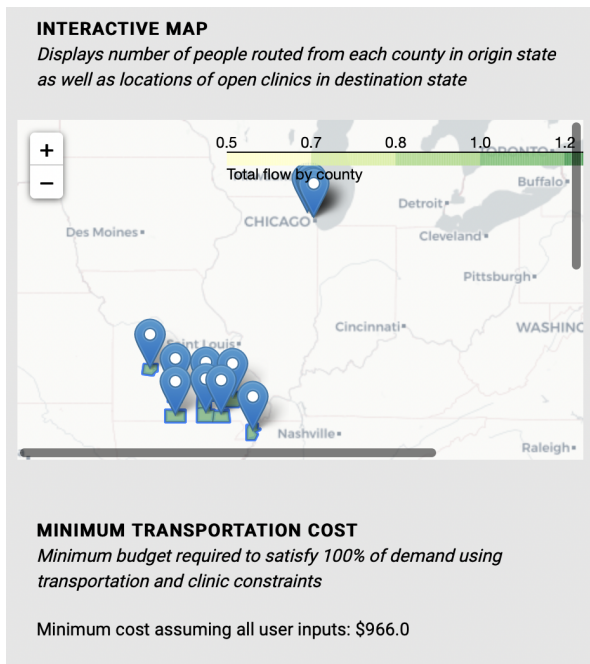 INTERACTIVE MAP
Displays number of people routed from each county in origin state
as well as locations of open clinics in destination state
+
−
0.5 0.7 0.8 1.0 1.2
TORONTO
Total flow by county
Buffalo
Detroit
CHICAGO
Des Moines
Cleveland
Pittsburgh
Cincinnati
WASHINC
Saint Louis
Nashville
Raleigh
MINIMUM TRANSPORTATION COST
Minimum budget required to satisfy 100% of demand using
transportation and clinic constraints
Minimum cost assuming all user inputs: $966.0